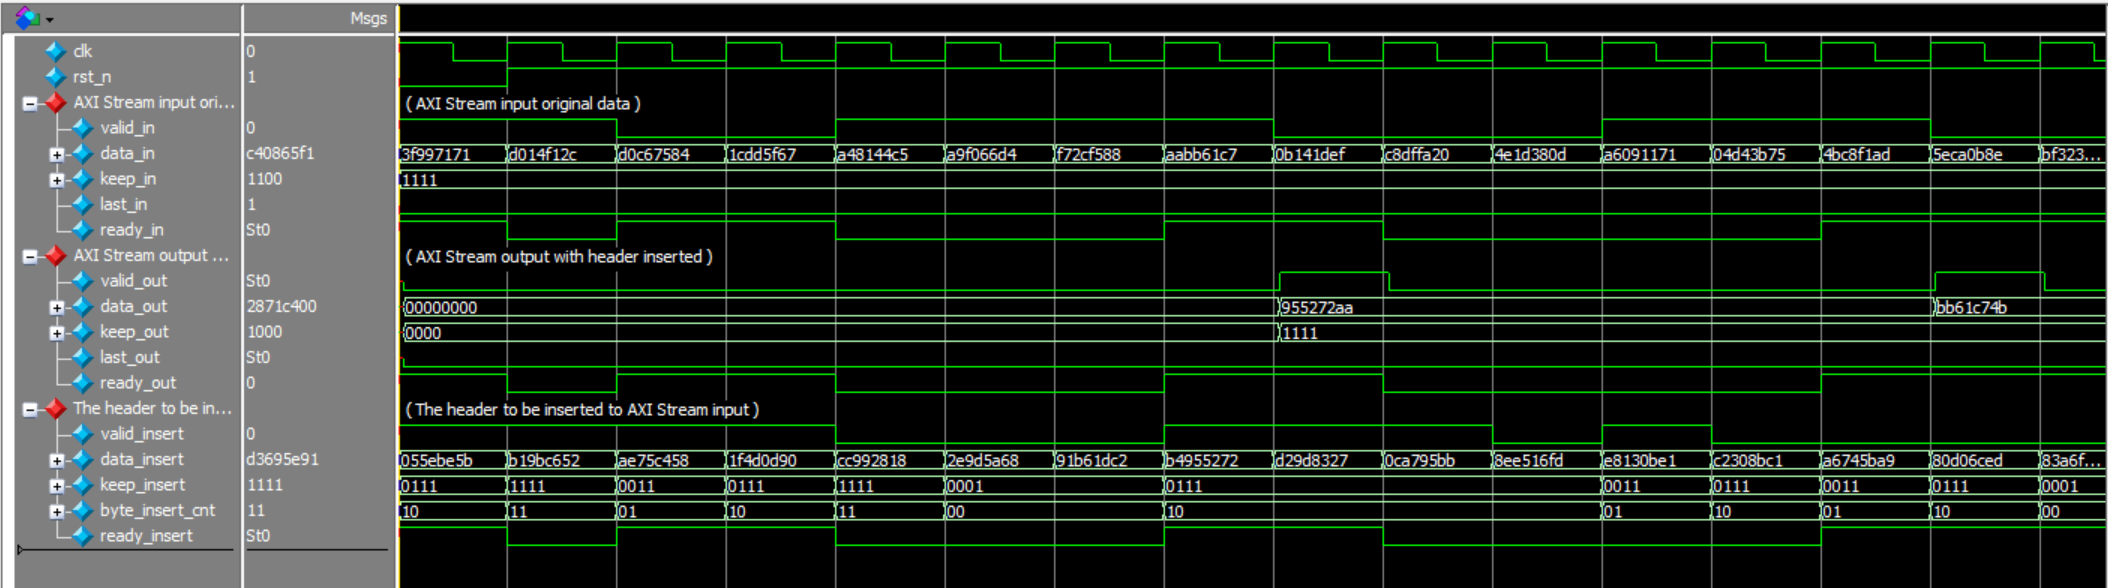 Msgs
clk 0
rst_n 1
AXI Stream input ori... ( AXI Stream input original data )
valid_in 0
data_in c40865f1 3f997171 d014f12c d0c67584 1cdd5f67 a48144c5 a9f066d4 f72cf588 aabb61c7 0b141def c8dffa20 4e1d380d a6091171 04d43b75 4bc8f1ad 5eca0b8e bf323...
keep_in 1100 1111
last_in 1
ready_in St0
AXI Stream output ... ( AXI Stream output with header inserted )
valid_out St0
data_out 2871c400 00000000 955272aa bb61c74b
keep_out 1000 0000 1111
last_out St0
ready_out 0
The header to be in... ( The header to be inserted to AXI Stream input )
valid_insert 0
data_insert d3695e91 055ebe5b b19bc652 ae75c458 1f4d0d90 cc992818 2e9d5a68 91b61dc2 b4955272 d29d8327 0ca795bb 8ee516fd e8130be1 c2308bc1 a6745ba9 80d06ced 83a6f...
keep_insert 1111 0111 1111 0011 0111 1111 0001 0111 0011 0111 0011 0111 0001
byte_insert_cnt 11 10 11 01 10 11 00 10 01 10 01 10 00
ready_insert St0